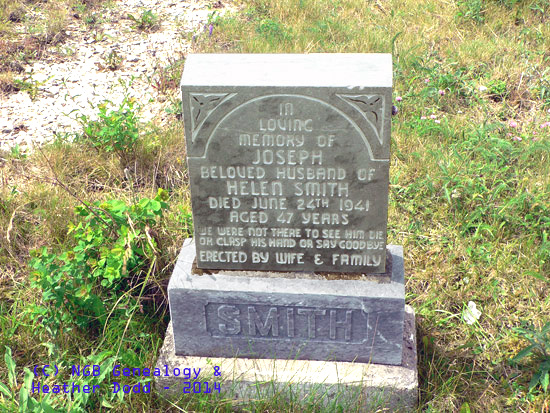 IN
LOVING
MEMORY OF
JOSEPH
BELOVED HUSBAND OF
HELEN SMITH
DIED JUNE 24TH 1941
AGED 47 YEARS
WE WERE NOT THERE TO SEE HIM DIE
OR CLASP HIS HAND OR SAY GOODBYE
ERECTED BY WIFE & FAMILY
SMITH
(C) NGB Genealogy &
Heather Dodd - 2014